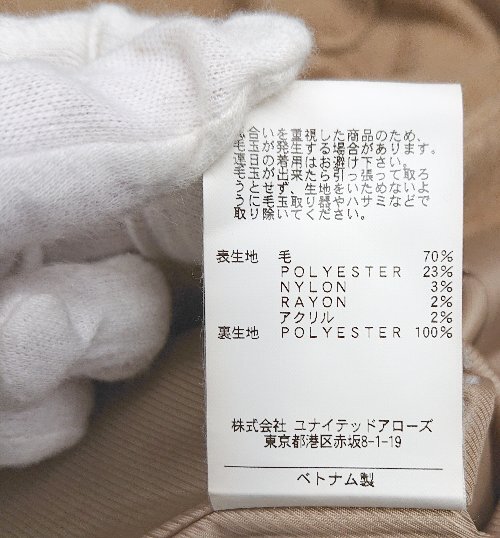 合いを重視した商品のため、
毛玉が発生する場合があります。
連日の着用はお避け下さい。
毛玉が出来たら引っ張って取ろ
うとせず、生地をいためないよ
うに毛玉取り器やハサミなどで
取り除いてください。
表生地 毛 70%
POLYESTER 23%
NYLON 3%
RAYON 2%
アクリル 2%
裏生地 POLYESTER 100%
株式会社 ユナイテッドアローズ
東京都港区赤坂8-1-19
ベトナム製